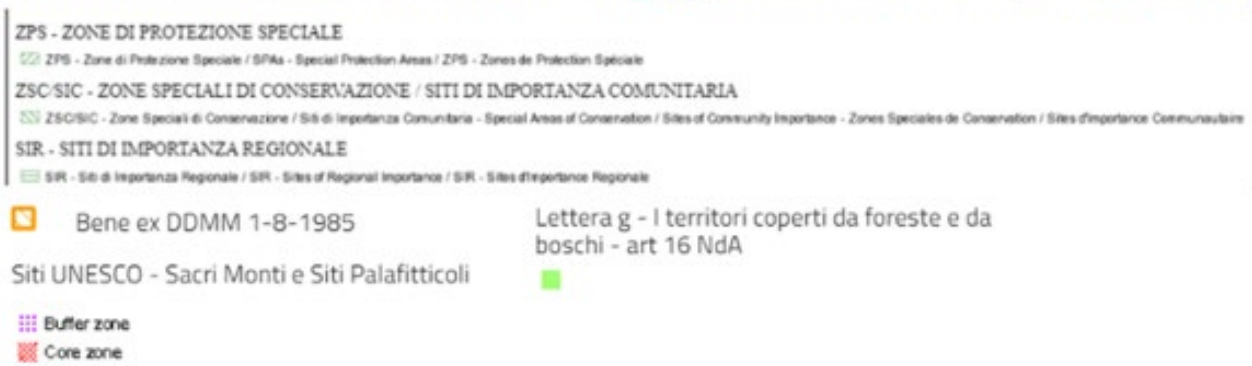 ZPS - ZONE DI PROTEZIONE SPECIALE
ZPS - Zone di Protezione Speciale / SPAs - Special Protection Areas / ZPS - Zones de Protection Spéciale
ZSC/SIC - ZONE SPECIALI DI CONSERVAZIONE / SITI DI IMPORTANZA COMUNITARIA
ZSC/SIC - Zone Speciali di Conservazione / Siti di Importanza Comunitaria - Special Areas of Conservation / Sites of Community Importance - Zones Speciales de Conservation / Sites d'Importance Communautaire
SIR - SITI DI IMPORTANZA REGIONALE
SIR - Siti di Importanza Regionale / SIR - Sites of Regional Importance / SIR - Sites d'Importance Regionale
Bene ex DDMM 1-8-1985
Lettera g - I territori coperti da foreste e da
boschi - art 16 NdA
Siti UNESCO - Sacri Monti e Siti Palafitticoli
Buffer zone
Core zone